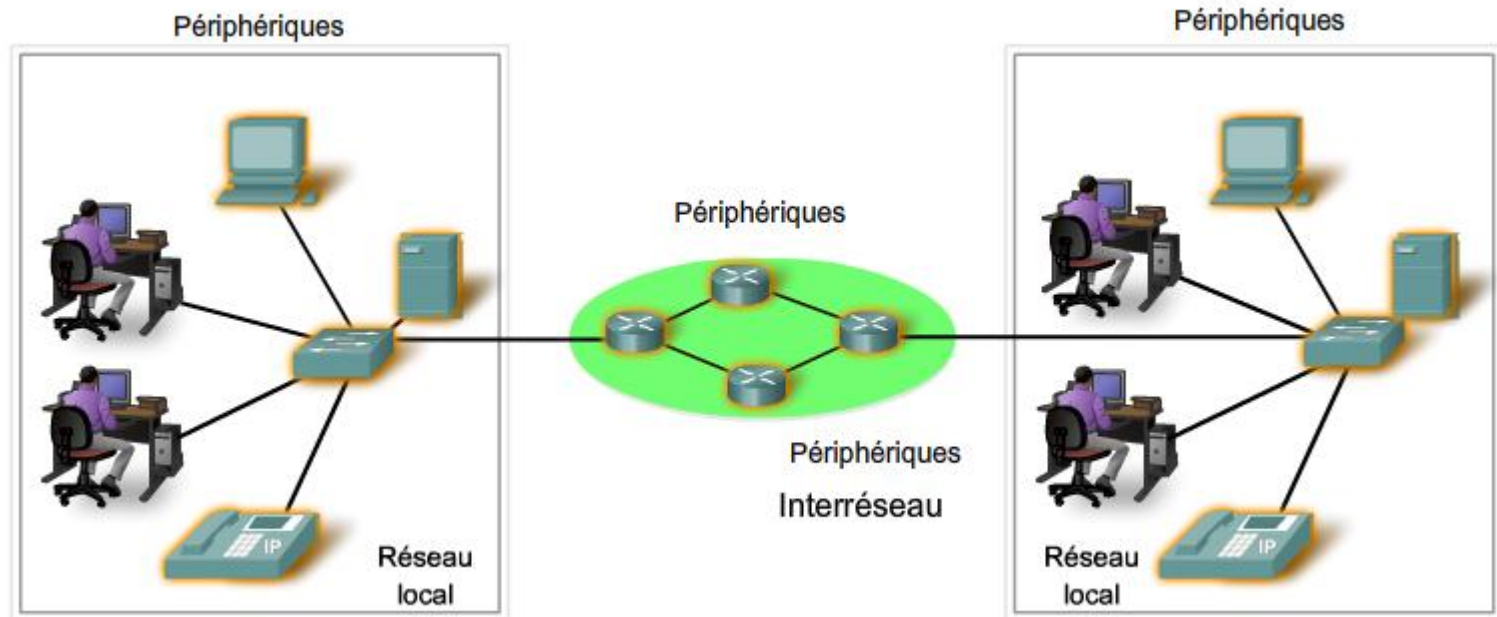 Périphériques
Périphériques
Périphériques
Périphériques
Interréseau
IP
Réseau
local
IP
Réseau
local